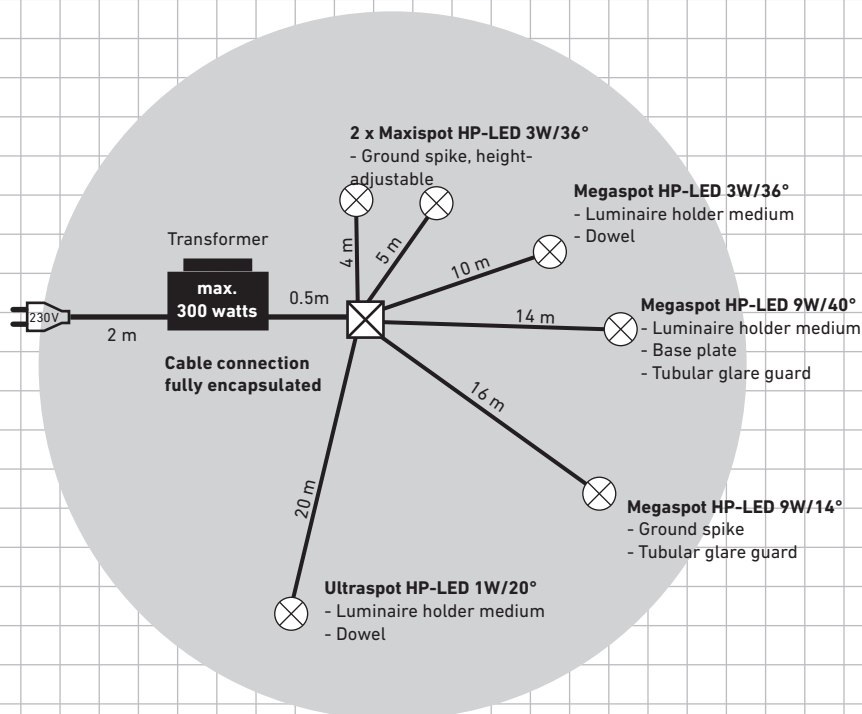 2 x Maxispot HP-LED 3W/36°
- Ground spike, height-
adjustable
Megaspot HP-LED 3W/36°
- Luminaire holder medium
- Dowel
Transformer
max.
300 watts
230V
2 m
0.5m
4 m
5 m
10 m
14 m
16 m
20 m
Cable connection
fully encapsulated
Megaspot HP-LED 9W/40°
- Luminaire holder medium
- Base plate
- Tubular glare guard
Megaspot HP-LED 9W/14°
- Ground spike
- Tubular glare guard
Ultraspot HP-LED 1W/20°
- Luminaire holder medium
- Dowel